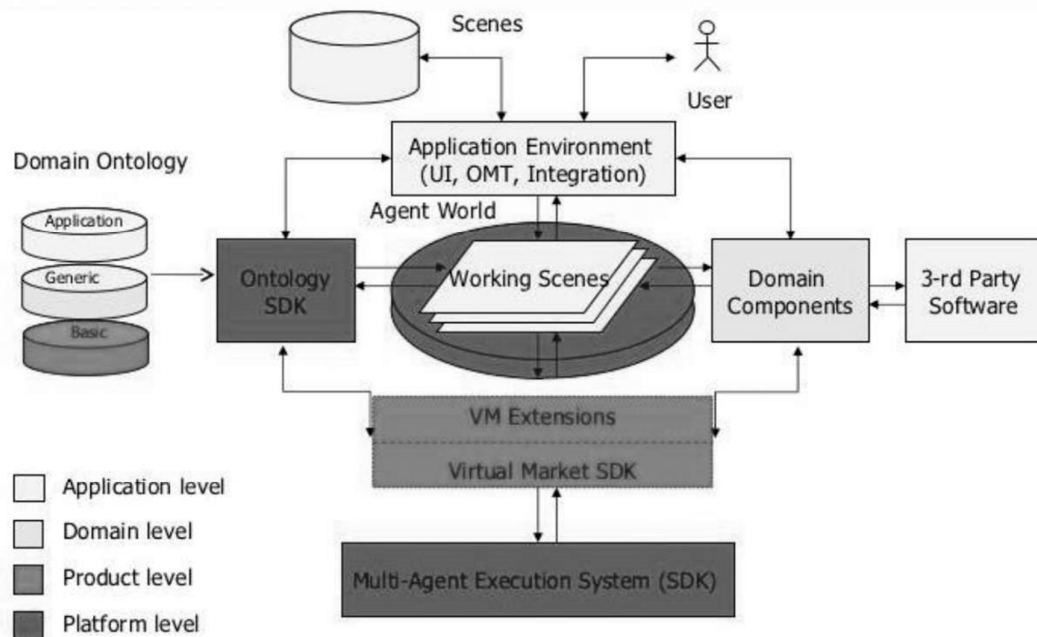 Scenes
User
Application Environment
(UI, OMT, Integration)
Domain Ontology
Agent World
Application
Generic
Basic
Ontology
SDK
Working Scenes
Domain
Components
3-rd Party
Software
VM Extensions
Virtual Market SDK
Multi-Agent Execution System (SDK)
Application level
Domain level
Product level
Platform level